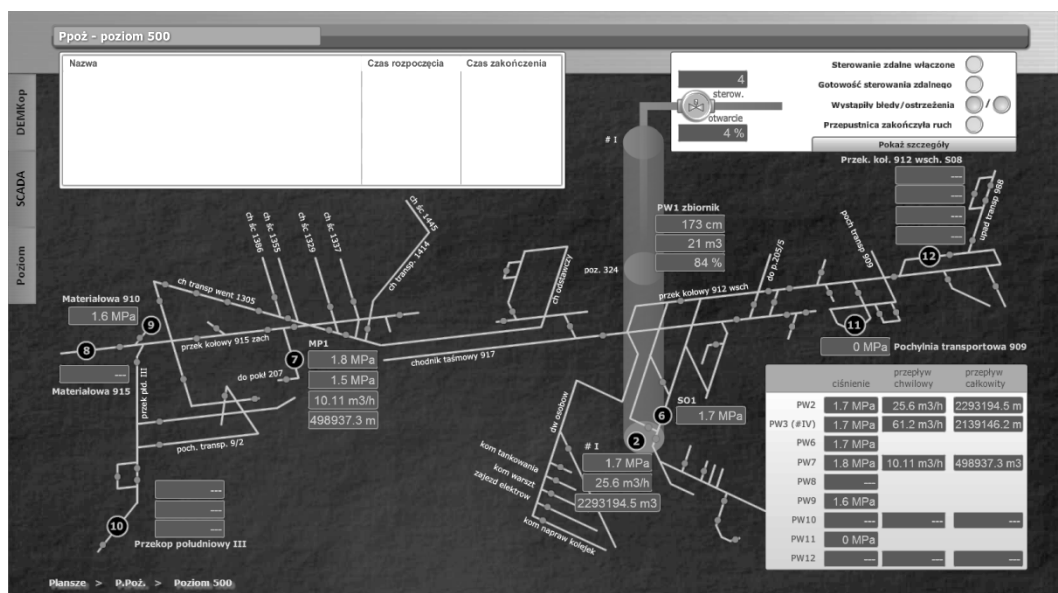 Ppoż - poziom 500
Nazwa Czas rozpoczęcia Czas zakończenia
DEMKop
SCADA
Poziom
4
sterow.
otwarcie
4 %
Sterowanie zdalne włączone
Gotowość sterowania zdalnego
Wystąpiły błędy/ostrzeżenia /
Przepustnica zakończyła ruch
Pokaż szczegóły
# I
Przek. koł. 912 wsch. S08
---
---
---
---
upad transp 988
12
PW1 zbiornik
173 cm
21 m3
84 %
poz. 324
ch śc 1386
ch śc 1355
ch śc 1329
ch śc 1337
ch śc 1445
ch transp. 1414
ch transp went 1305
ch odstawczy
przek kołowy 912 wsch
do p.205/5
poch transp 909
Materiałowa 910
1.6 MPa
9
8
---
Materiałowa 915
przek kołowy 915 zach
7
MP1
1.8 MPa
1.5 MPa
10.11 m3/h
498937.3 m
do pokł 207
chodnik taśmowy 917
11
0 MPa Pochylnia transportowa 909
przek płd. III
poch. transp. 9/2
SO1
6
1.7 MPa
dw osobow
2
# I
1.7 MPa
25.6 m3/h
2293194.5 m3
kom tankowania
kom warszt
zajezd elektrow
kom napraw kolejek
---
---
---
10
Przekop południowy III
ciśnienie przepływ chwilowy przepływ całkowity
PW2 1.7 MPa 25.6 m3/h 2293194.5 m
PW3 (#IV) 1.7 MPa 61.2 m3/h 2139146.2 m
PW6 1.7 MPa
PW7 1.8 MPa 10.11 m3/h 498937.3 m3
PW8 ---
PW9 1.6 MPa
PW10 --- --- ---
PW11 0 MPa
PW12 --- --- ---
Plansze > P.Poż. > Poziom 500